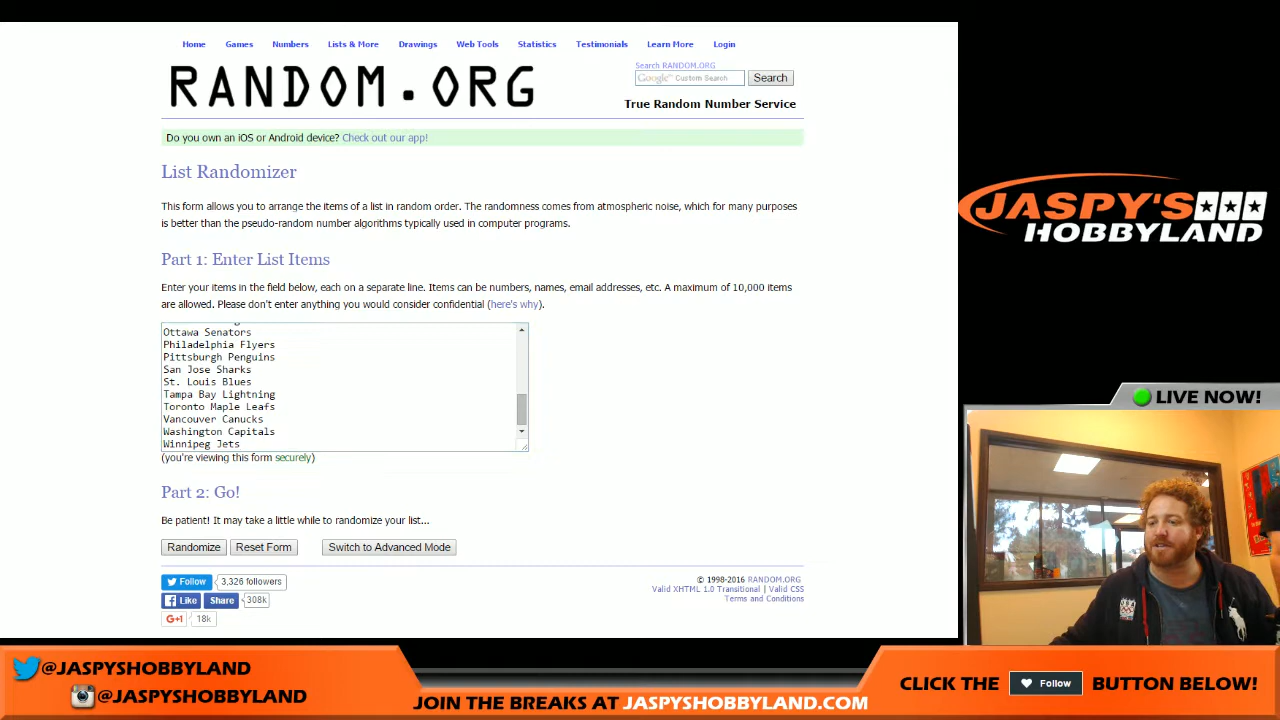 Home Games Numbers Lists & More Drawings Web Tools Statistics Testimonials Learn More Login
RANDOM.ORG
Search RANDOM.ORG
Google™ Custom Search Search
True Random Number Service
Do you own an iOS or Android device? Check out our app!
List Randomizer
This form allows you to arrange the items of a list in random order. The randomness comes from atmospheric noise, which for many purposes
is better than the pseudo-random number algorithms typically used in computer programs.
Part 1: Enter List Items
Enter your items in the field below, each on a separate line. Items can be numbers, names, email addresses, etc. A maximum of 10,000 items
are allowed. Please don't enter anything you would consider confidential (here's why).
Ottawa Senators
Philadelphia Flyers
Pittsburgh Penguins
San Jose Sharks
St. Louis Blues
Tampa Bay Lightning
Toronto Maple Leafs
Vancouver Canucks
Washington Capitals
Winnipeg Jets
(you're viewing this form securely)
Part 2: Go!
Be patient! It may take a little while to randomize your list...
Randomize Reset Form Switch to Advanced Mode
Follow 3,326 followers
Like Share 308k
G+1 18k
© 1998-2016 RANDOM.ORG
Valid XHTML 1.0 Transitional | Valid CSS
Terms and Conditions
JASPY'S
HOBBYLAND
LIVE NOW!
@JASPYSHOBBYLAND
@JASPYSHOBBYLAND
JOIN THE BREAKS AT JASPYSHOBBYLAND.COM
CLICK THE Follow BUTTON BELOW!